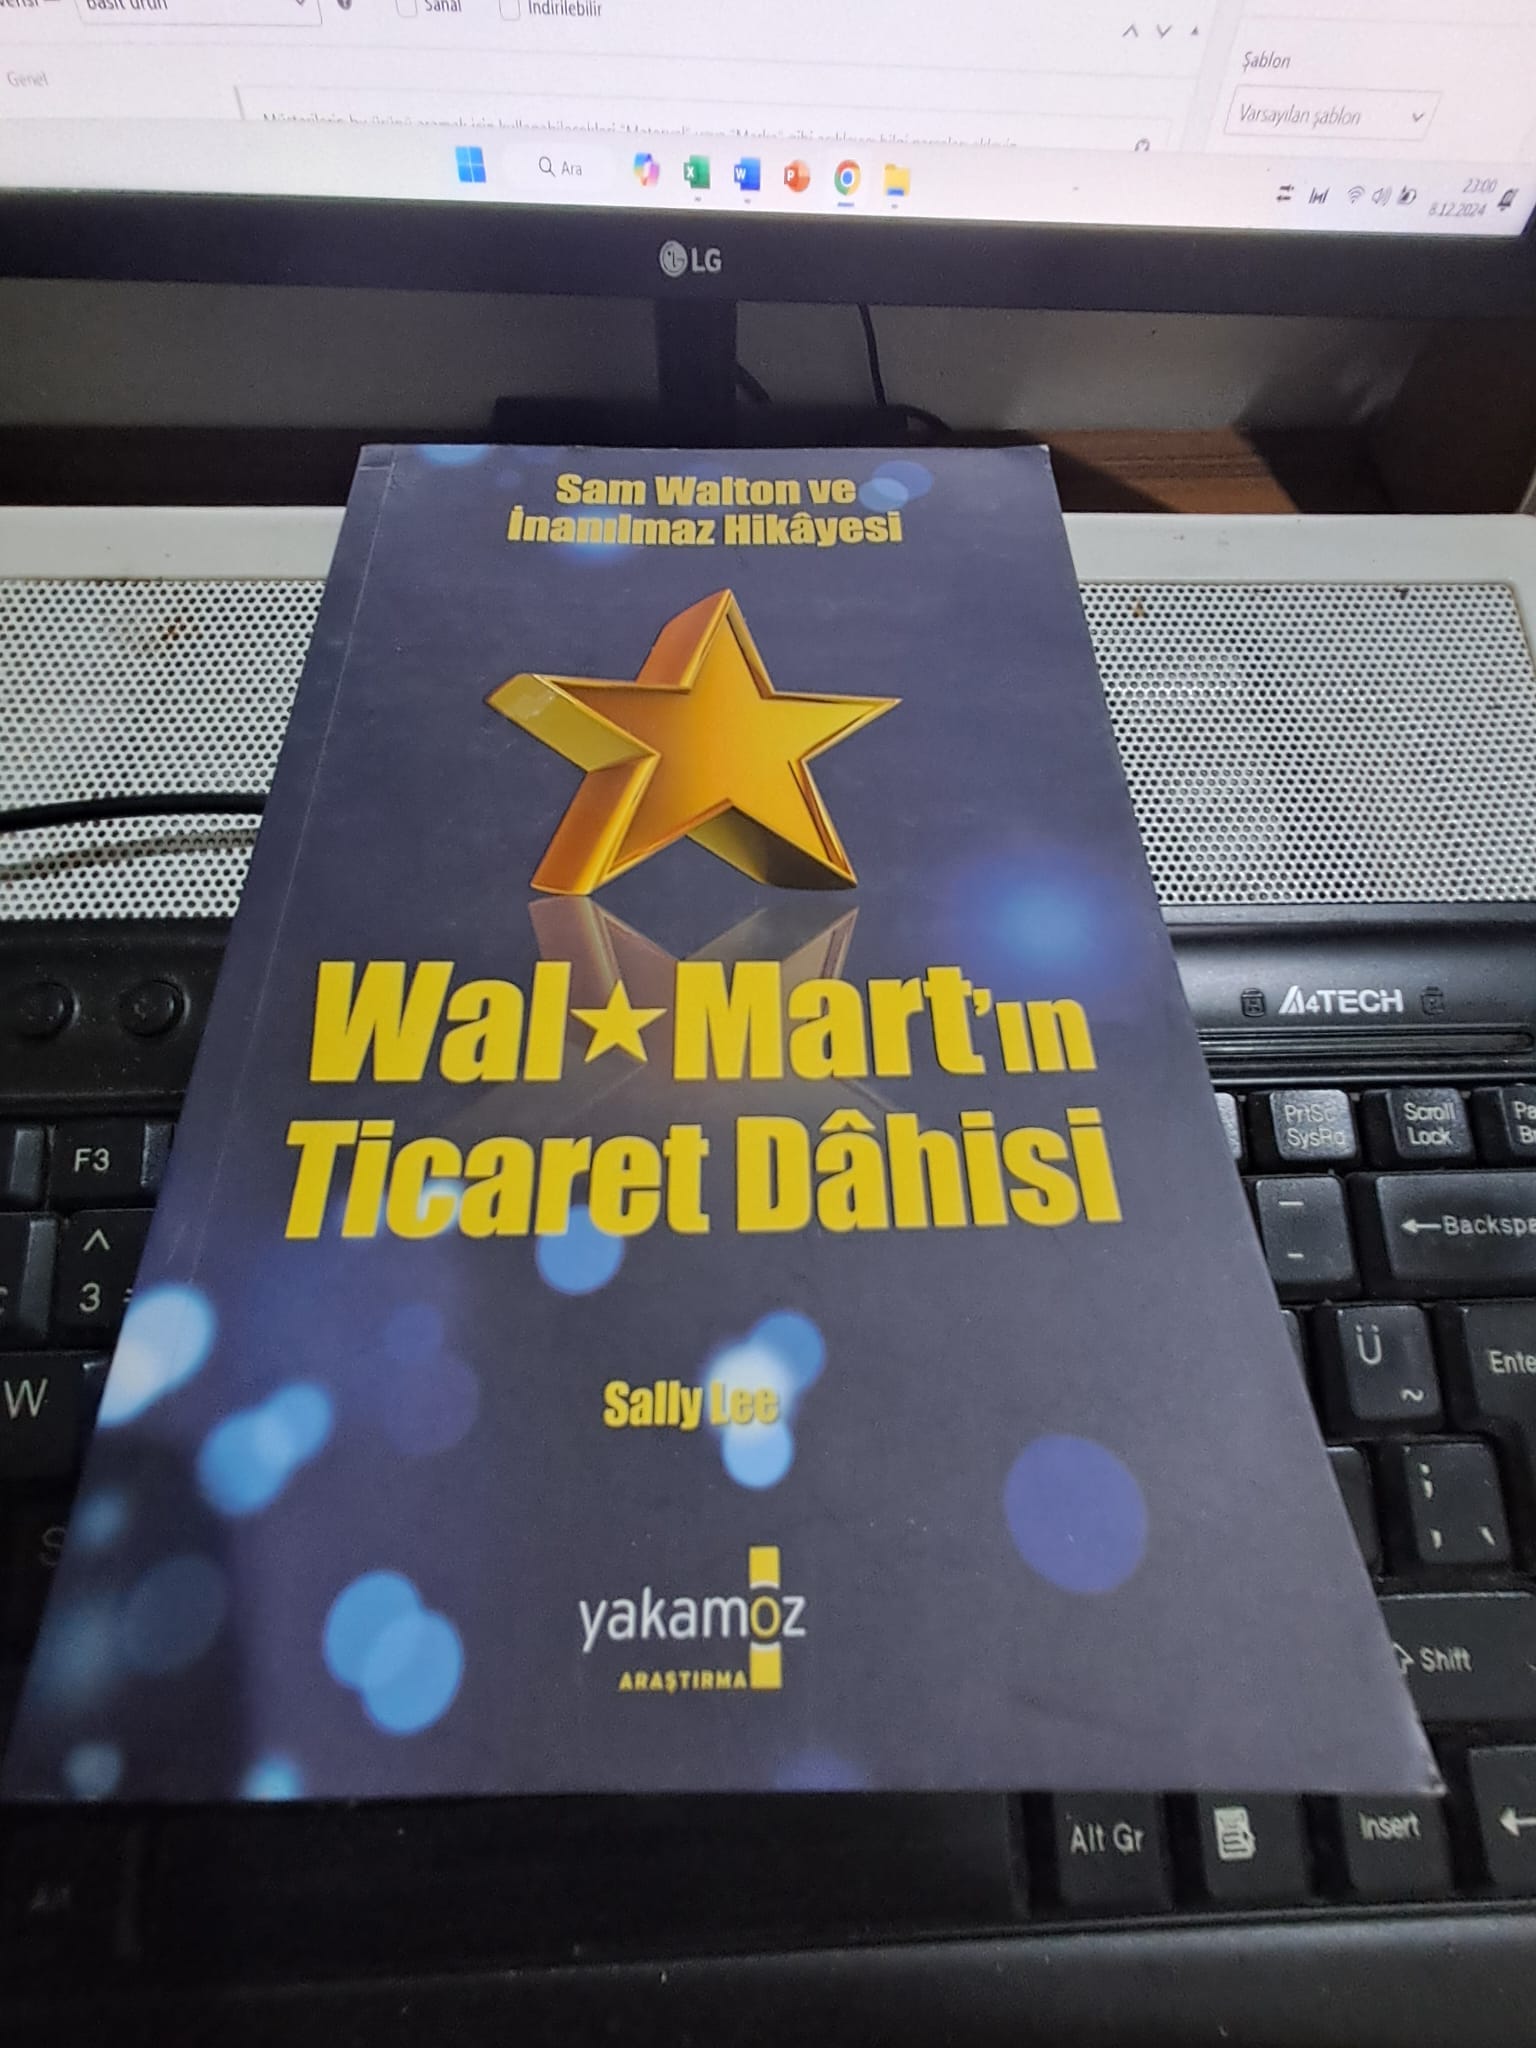 Basit ürün
Sanal
İndirilebilir
Genel
Şablon
Varsayılan şablon
Ara
23:00
8.12.2024
LG
Sam Walton ve
İnanılmaz Hikâyesi
Wal★Mart'ın
Ticaret Dâhisi
Sally Lee
yakamoz
ARAŞTIRMA
A4TECH
PrtSc
SysRq
Scroll
Lock
F3
^
3
W
Ü
~
Shift
Alt Gr
Insert